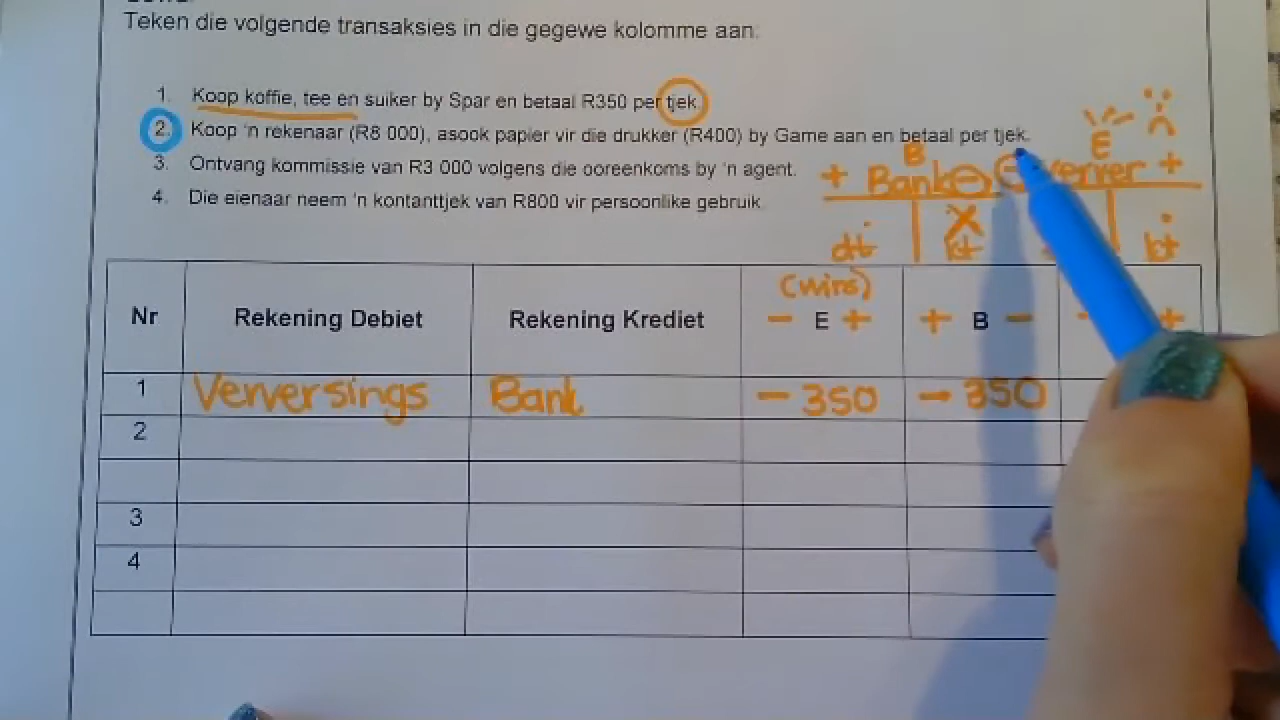 Teken die volgende transaksies in die gegewe kolomme aan:
1. Koop koffie, tee en suiker by Spar en betaal R350 per tjek.
2. Koop 'n rekenaar (R8 000), asook papier vir die drukker (R400) by Game aan en betaal per tjek.
3. Ontvang kommissie van R3 000 volgens die ooreenkoms by 'n agent.
4. Die eienaar neem 'n kontanttjek van R800 vir persoonlike gebruik.
B E
+ Bank - - +
dt kt kt
(wins)
Nr Rekening Debiet Rekening Krediet - E + + B - - +
1 Verversings Bank - 350 - 350
2
3
4